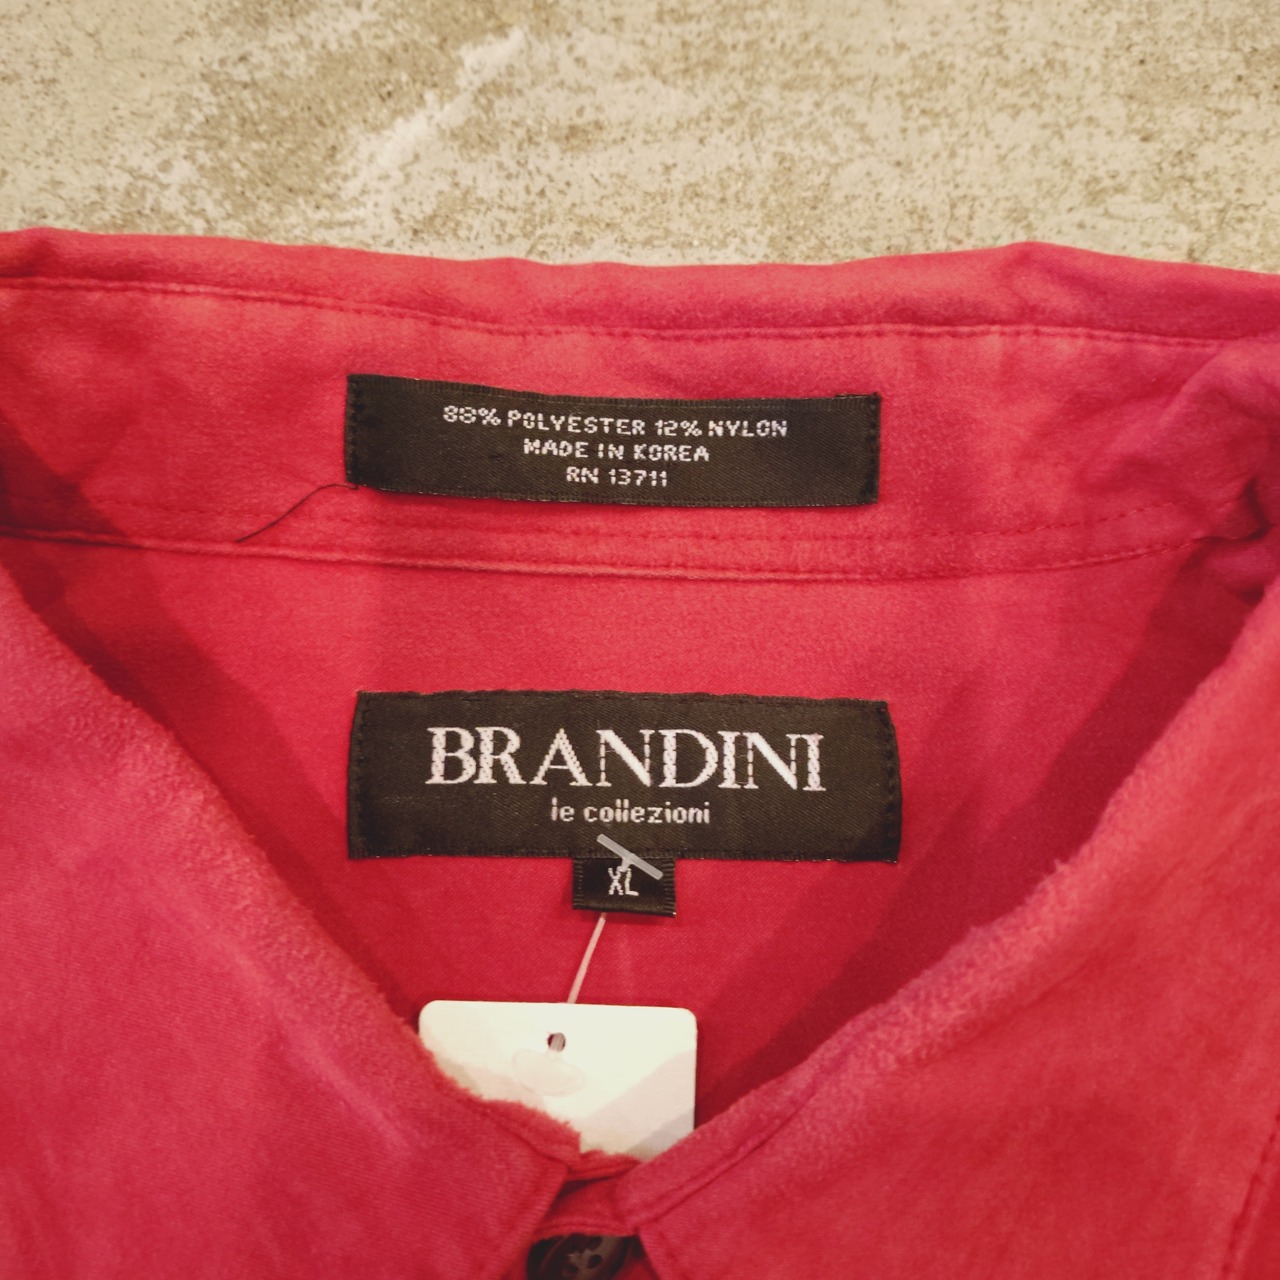 88% POLYESTER 12% NYLON
MADE IN KOREA
RN 13711
BRANDINI
le collezioni
XL